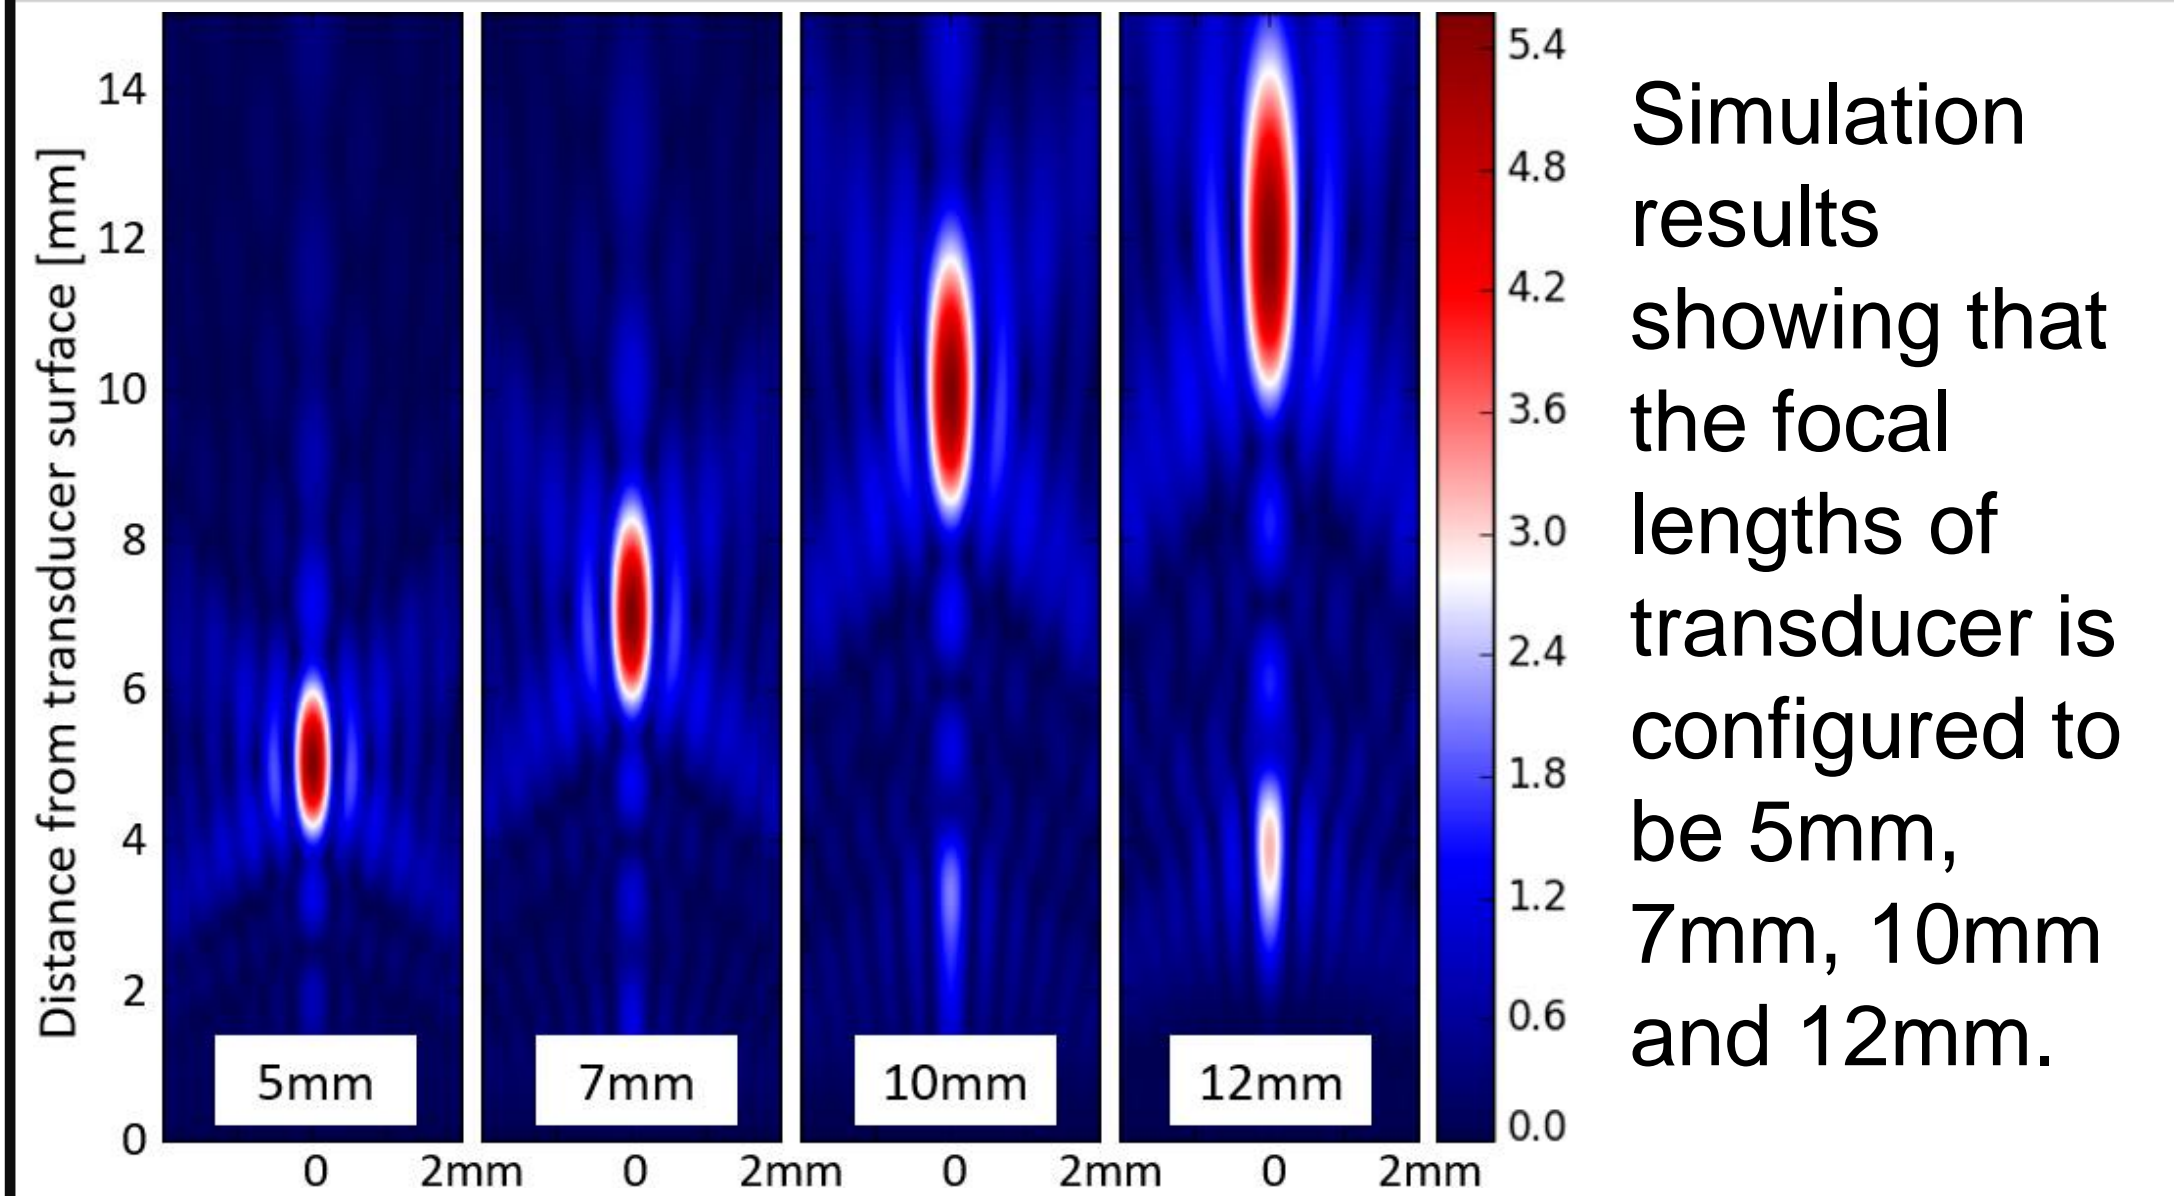 Distance from transducer surface [mm]
14
12
10
8
6
4
2
0
5mm
7mm
10mm
12mm
0 2mm 0 2mm 0 2mm 0 2mm
5.4
4.8
4.2
3.6
3.0
2.4
1.8
1.2
0.6
0.0
Simulation
results
showing that
the focal
lengths of
transducer is
configured to
be 5mm,
7mm, 10mm
and 12mm.